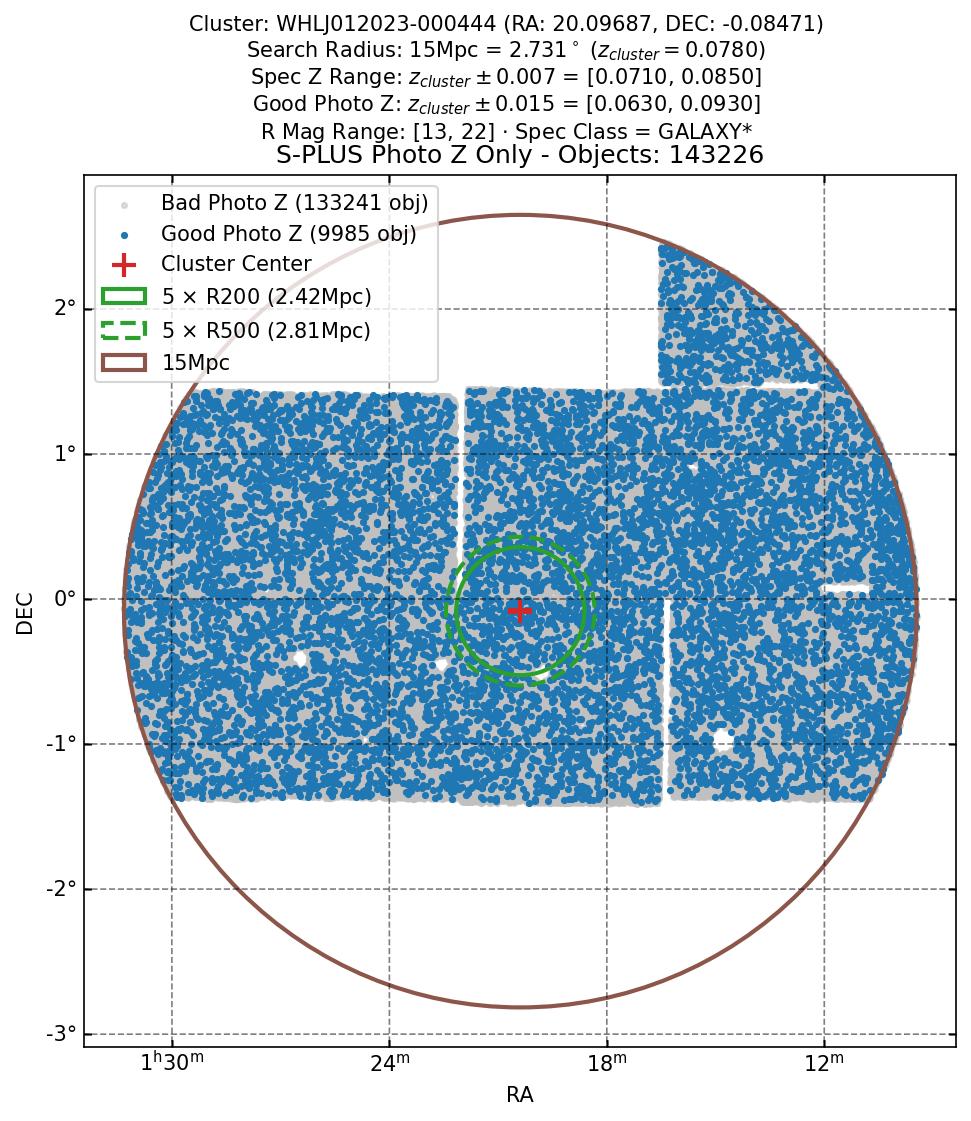 Cluster: WHLJ012023-000444 (RA: 20.09687, DEC: -0.08471)
Search Radius: 15Mpc = 2.731° (z_cluster = 0.0780)
Spec Z Range: z_cluster ± 0.007 = [0.0710, 0.0850]
Good Photo Z: z_cluster ± 0.015 = [0.0630, 0.0930]
R Mag Range: [13, 22] · Spec Class = GALAXY*
S-PLUS Photo Z Only - Objects: 143226
Bad Photo Z (133241 obj)
Good Photo Z (9985 obj)
Cluster Center
5 × R200 (2.42Mpc)
5 × R500 (2.81Mpc)
15Mpc
2°
1°
0°
-1°
-2°
-3°
DEC
1ʰ30ᵐ
24ᵐ
18ᵐ
12ᵐ
RA